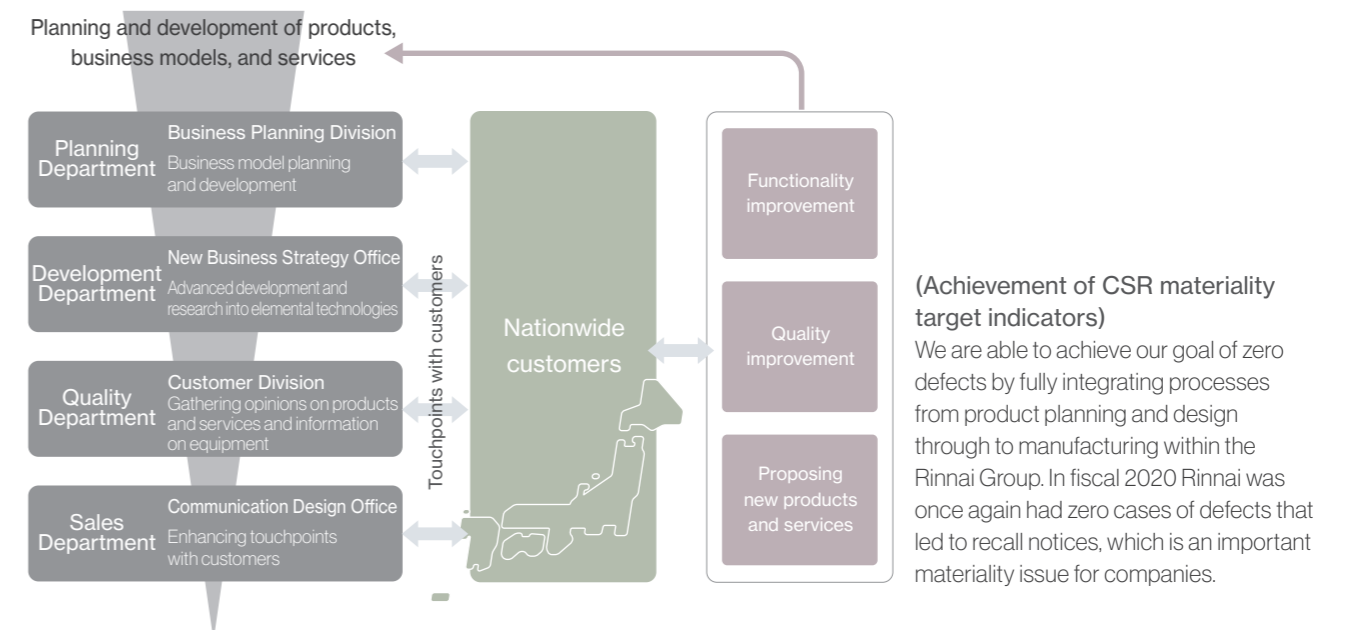 Planning and development of products,
business models, and services
Planning
Department
Business Planning Division
Business model planning
and development
Development
Department
New Business Strategy Office
Advanced development and
research into elemental technologies
Quality
Department
Customer Division
Gathering opinions on products
and services and information
on equipment
Sales
Department
Communication Design Office
Enhancing touchpoints
with customers
Touchpoints with customers
Nationwide
customers
Functionality
improvement
Quality
improvement
Proposing
new products
and services
(Achievement of CSR materiality
target indicators)
We are able to achieve our goal of zero
defects by fully integrating processes
from product planning and design
through to manufacturing within the
Rinnai Group. In fiscal 2020 Rinnai was
once again had zero cases of defects that
led to recall notices, which is an important
materiality issue for companies.